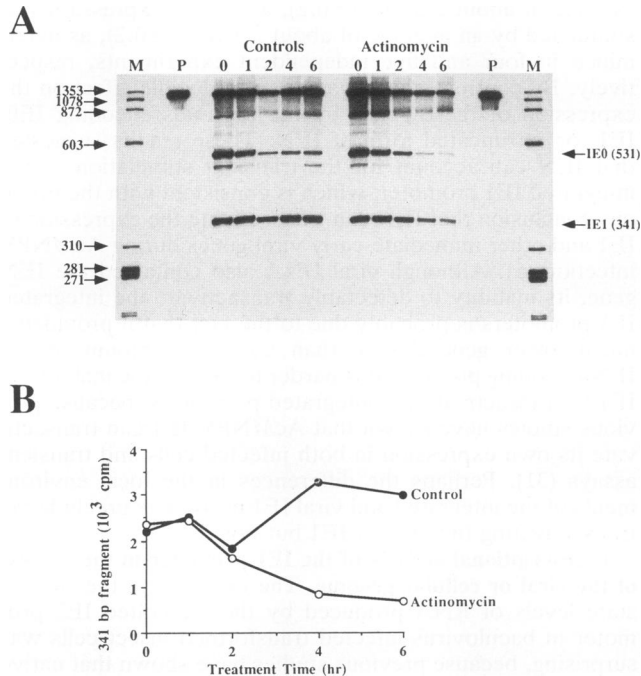 A
Controls Actinomycin
M P 0 1 2 4 6 0 1 2 4 6 P M
1353
1078
872
603
IE0 (531)
IE1 (341)
310
281
271
B
341 bp fragment (10³ cpm)
5
4
3
2
1
0
Control
Actinomycin
0 1 2 4 6
Treatment Time (hr)